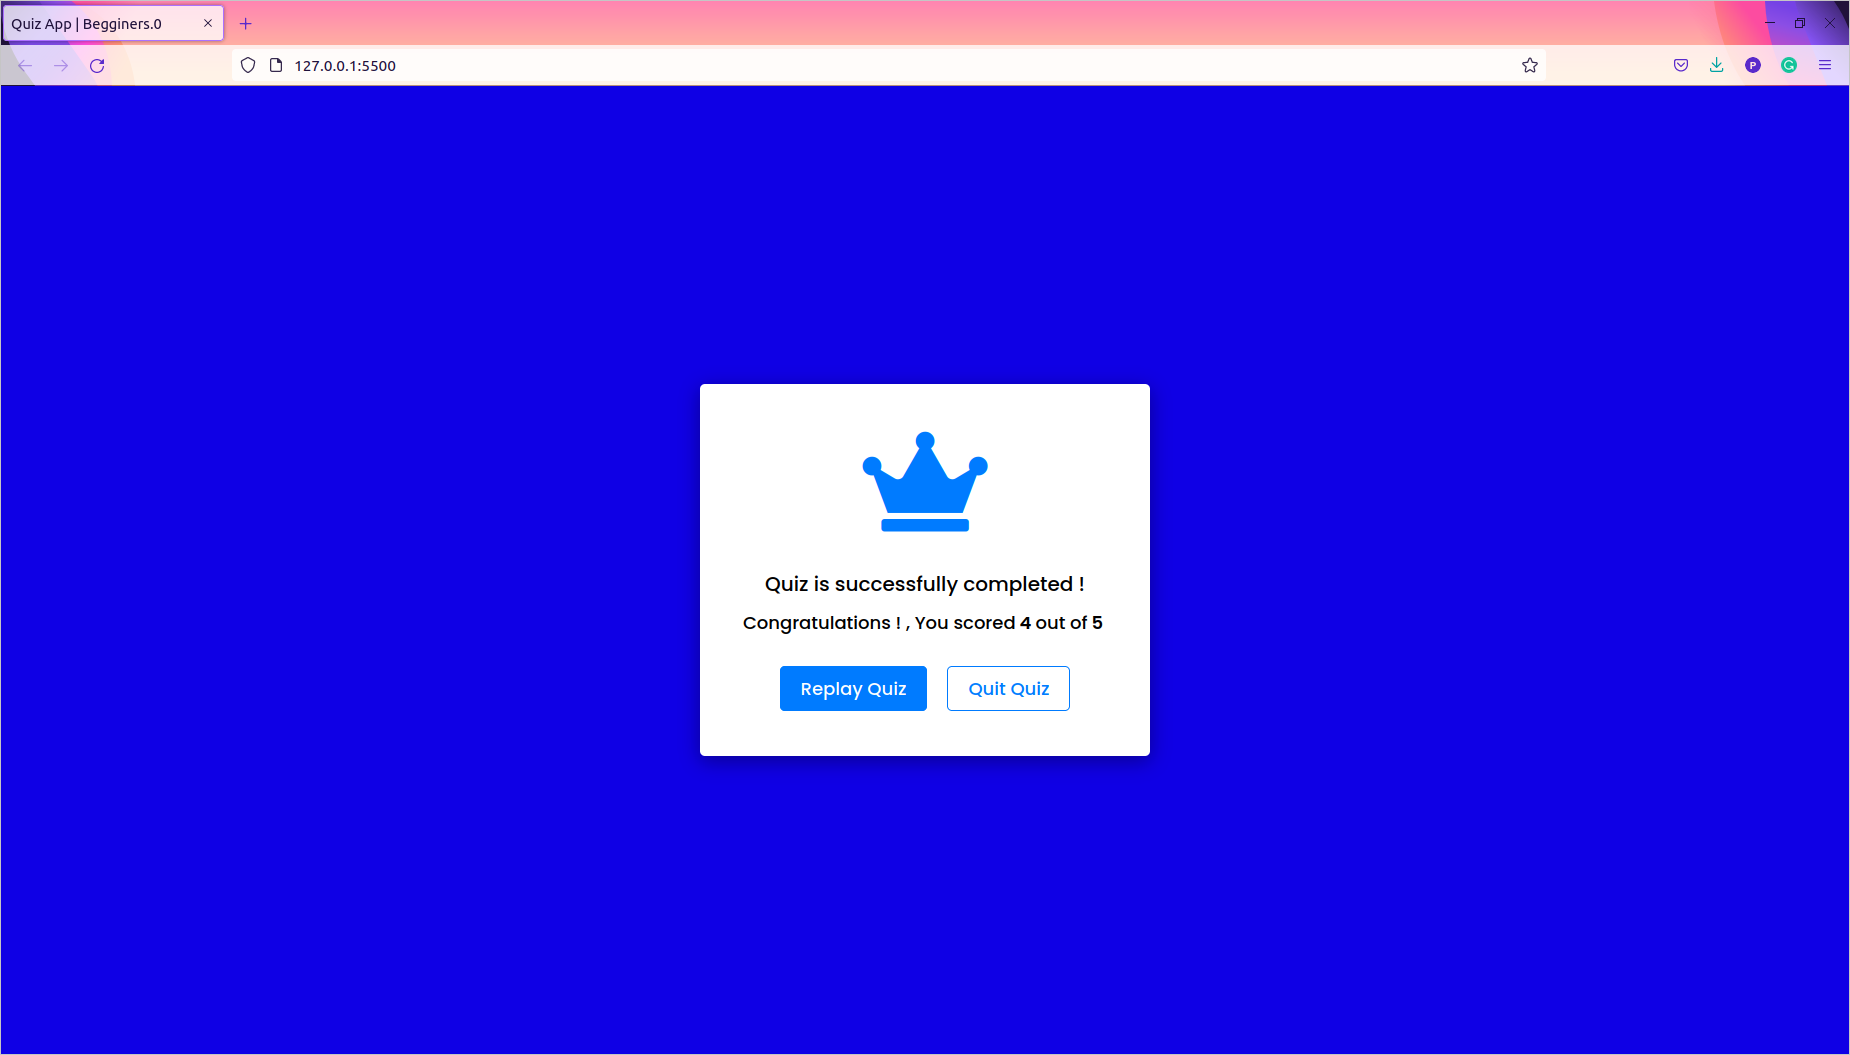 Quiz App | Begginers.0
127.0.0.1:5500
P
Quiz is successfully completed !
Congratulations ! , You scored 4 out of 5
Replay Quiz
Quit Quiz